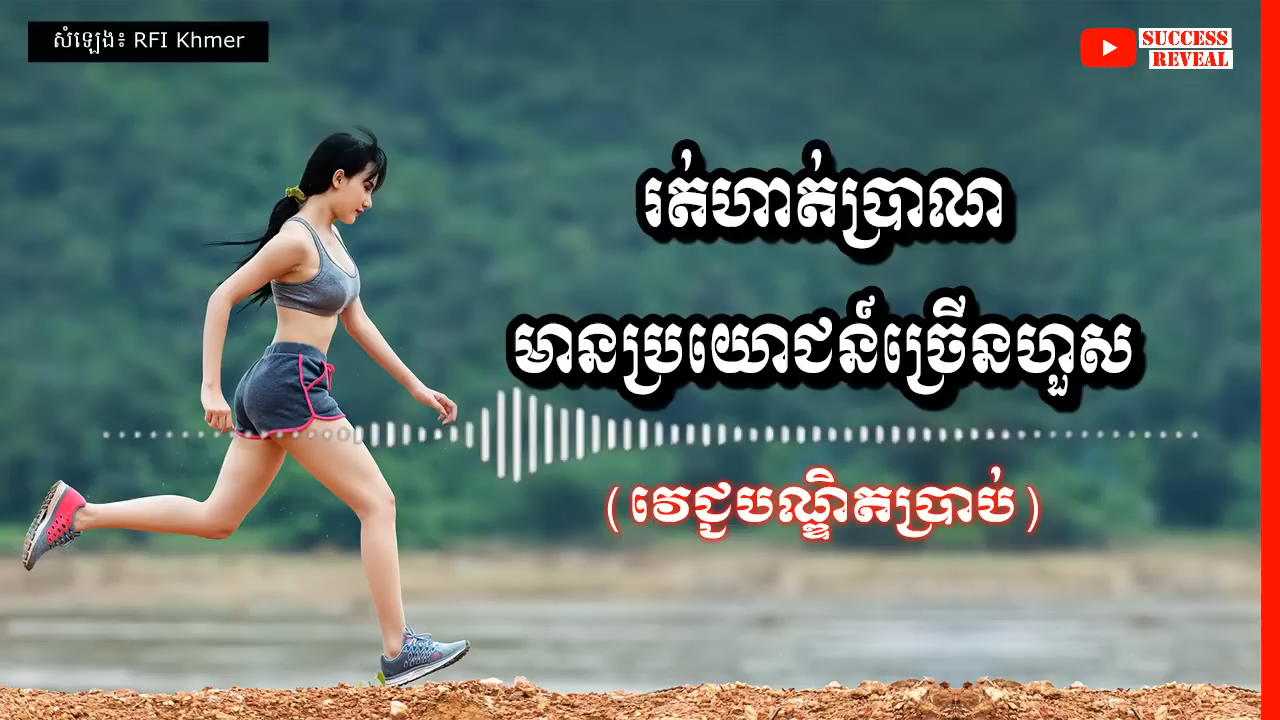 សំឡេង៖ RFI Khmer
SUCCESS
REVEAL
រត់ហាត់ប្រាណ
មានប្រយោជន៍ច្រើនហួស
(វេជ្ជបណ្ឌិតប្រាប់)